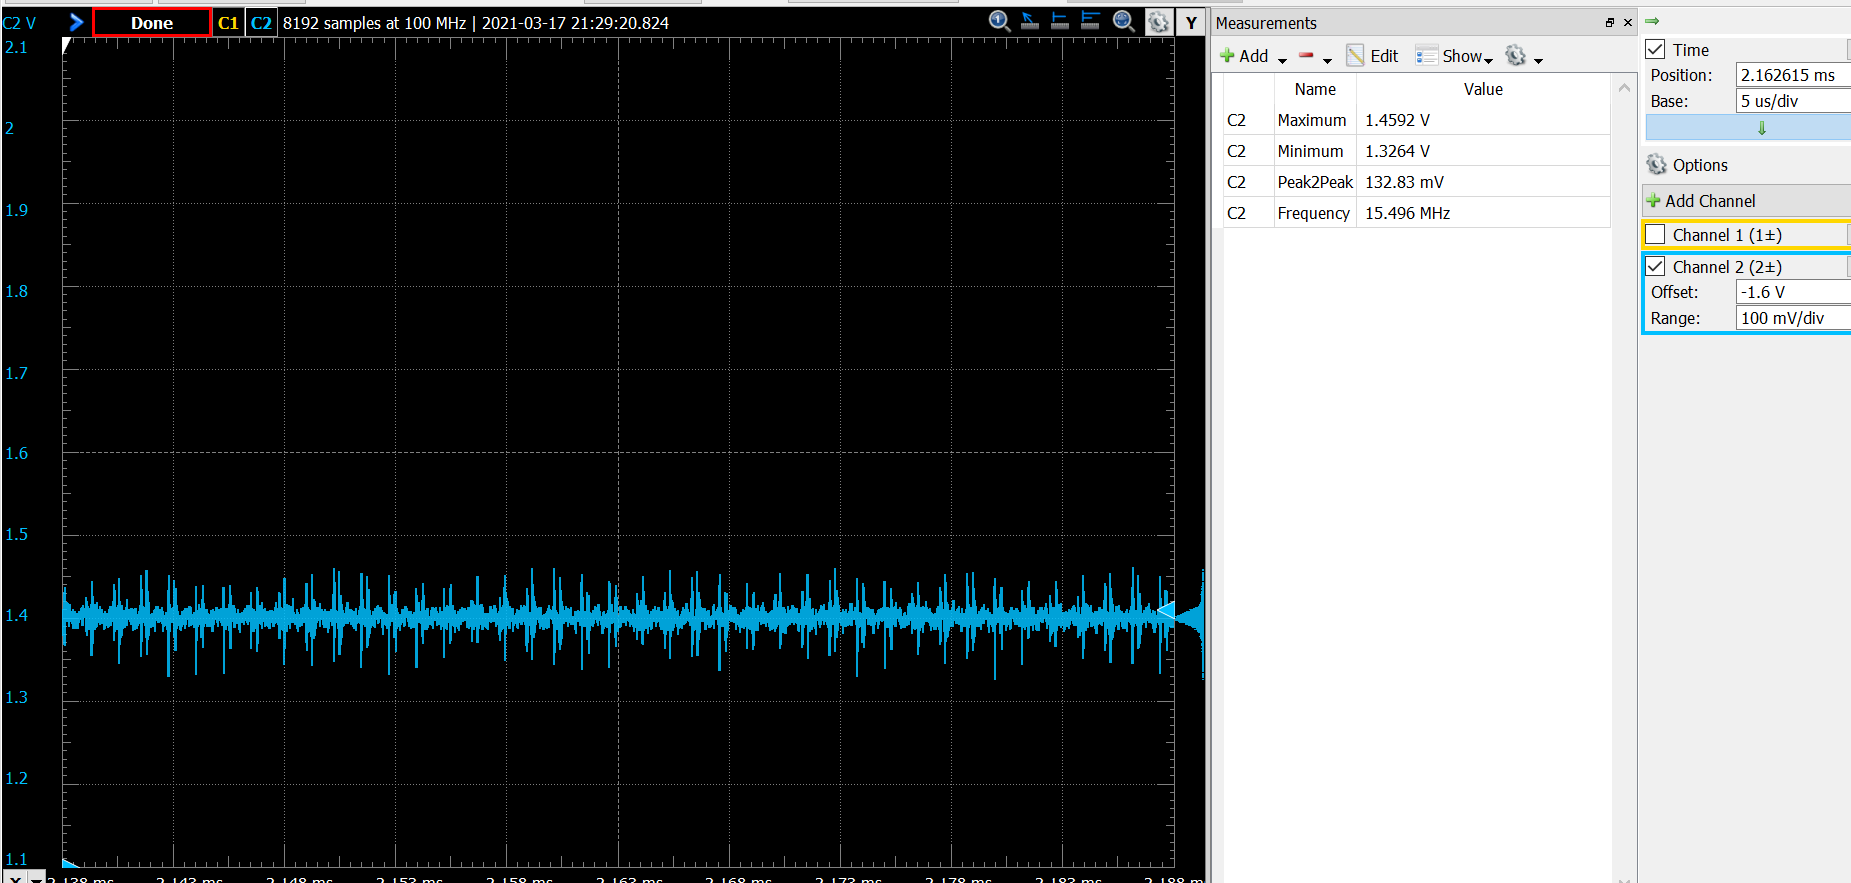 C2 V
Done
C1
C2
8192 samples at 100 MHz | 2021-03-17 21:29:20.824
Y
2.1
2
1.9
1.8
1.7
1.6
1.5
1.4
1.3
1.2
1.1
X
2.138 ms
2.143 ms
2.148 ms
2.153 ms
2.158 ms
2.163 ms
2.168 ms
2.173 ms
2.178 ms
2.183 ms
2.188 m
Measurements
Add
Edit
Show
Name Value
C2 Maximum 1.4592 V
C2 Minimum 1.3264 V
C2 Peak2Peak 132.83 mV
C2 Frequency 15.496 MHz
Time
Position: 2.162615 ms
Base: 5 us/div
Options
Add Channel
Channel 1 (1±)
Channel 2 (2±)
Offset: -1.6 V
Range: 100 mV/div